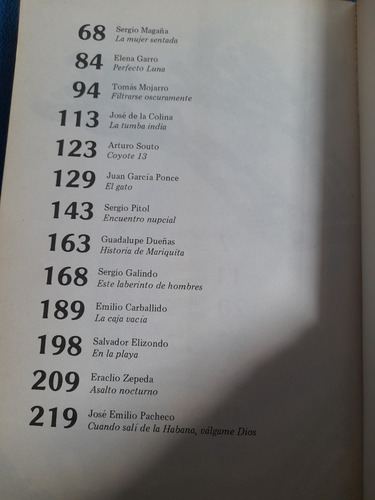 68 Sergio Magaña
La mujer sentada
84 Elena Garro
Perfecto Luna
94 Tomás Mojarro
Filtrarse oscuramente
113 José de la Colina
La tumba india
123 Arturo Souto
Coyote 13
129 Juan García Ponce
El gato
143 Sergio Pitol
Encuentro nupcial
163 Guadalupe Dueñas
Historia de Mariquita
168 Sergio Galindo
Este laberinto de hombres
189 Emilio Carballido
La caja vacía
198 Salvador Elizondo
En la playa
209 Eraclio Zepeda
Asalto nocturno
219 José Emilio Pacheco
Cuando salí de la Habana, válgame Dios